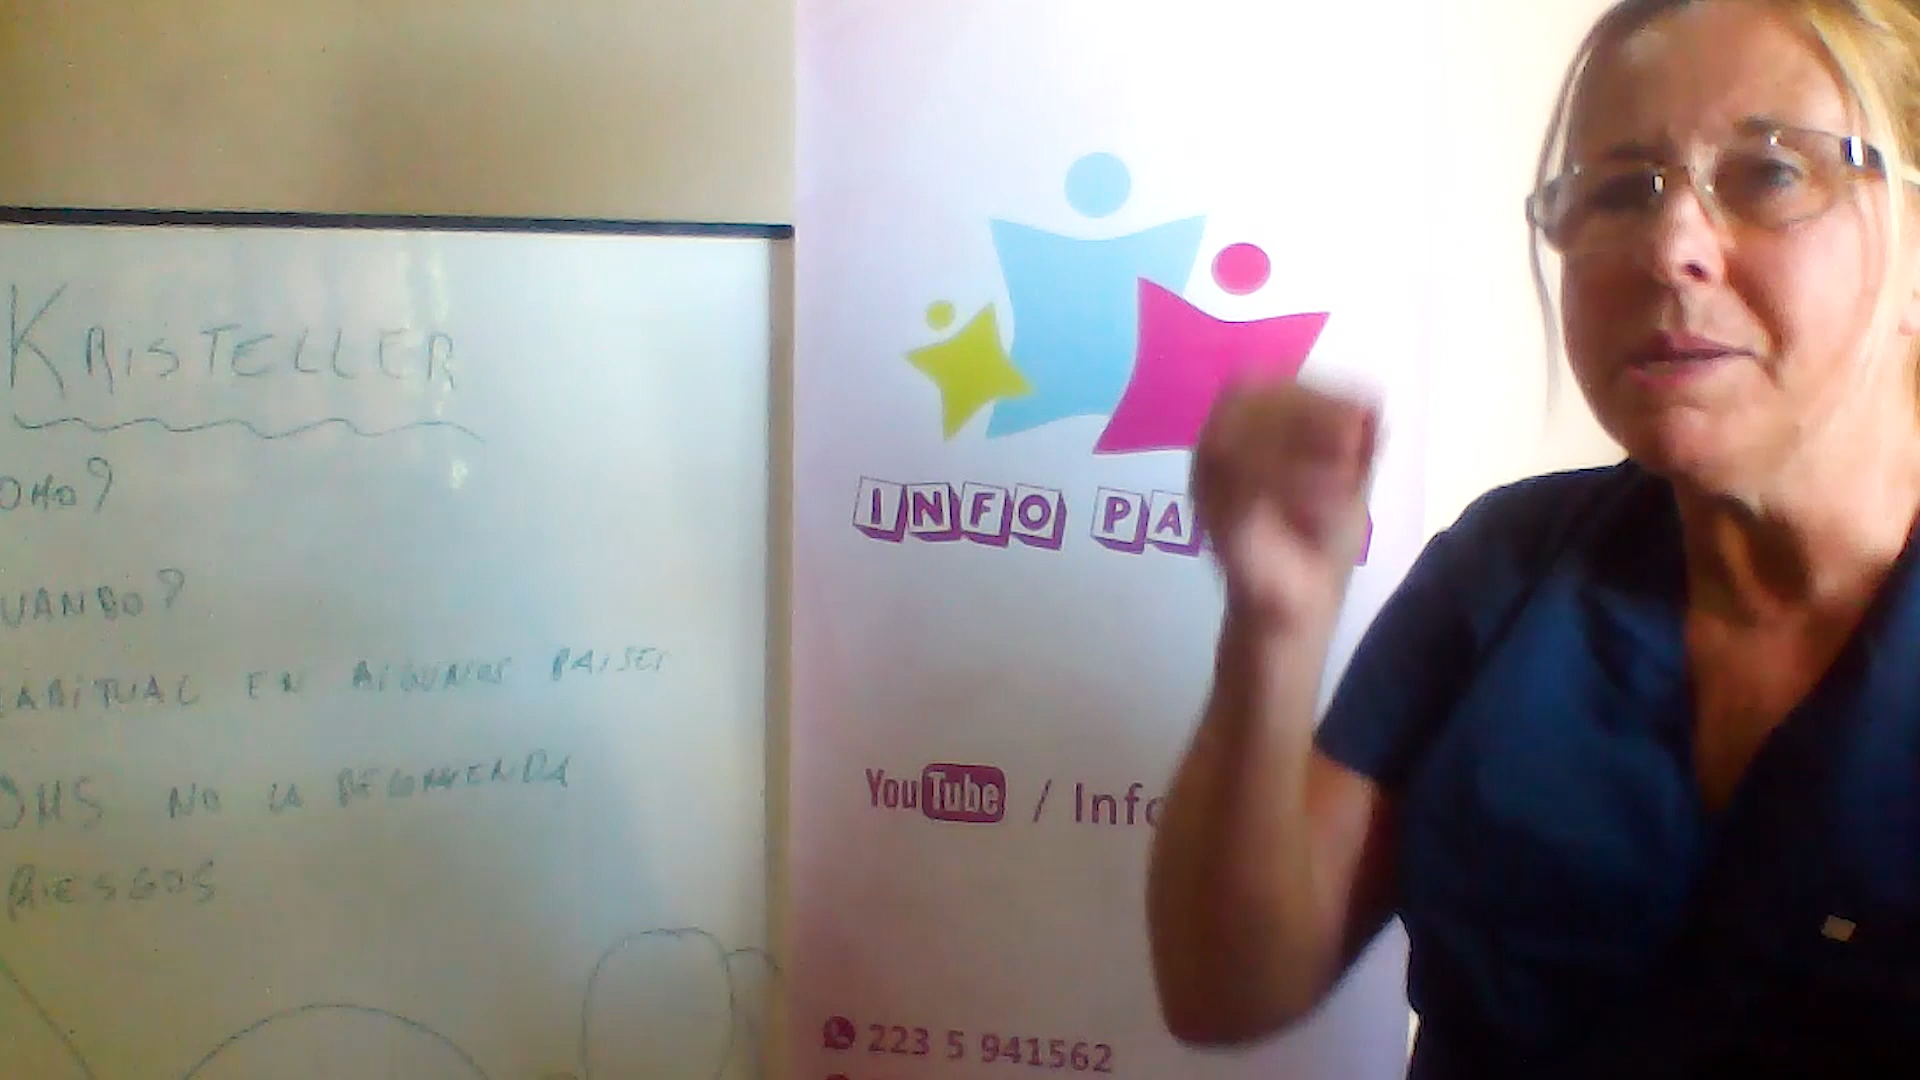 KRISTELLER
OMO?
UANDO?
ABITUAL EN ALGUNOS PAISES
OMS NO LA RECOMIENDA
RIESGOS
INFO PA
YouTube / Info
223 5 941562